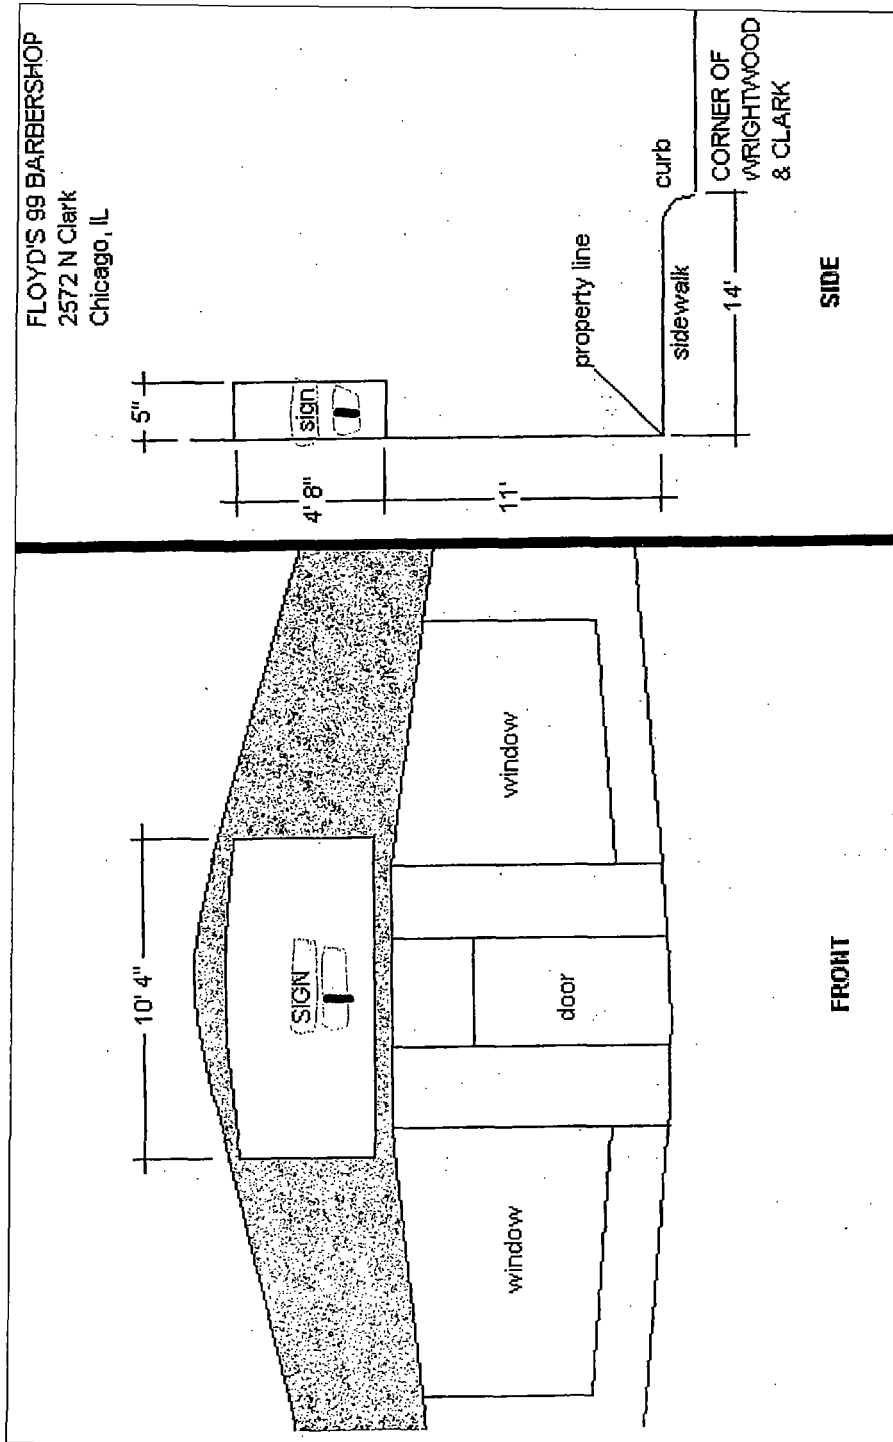 FLOYD'S 99 BARBERSHOP
2572 N Clark
Chicago, IL
10' 4"
SIGN
window
door
window
FRONT
5"
sign
4' 8"
11'
property line
sidewalk
curb
14'
CORNER OF
WRIGHTWOOD
& CLARK
SIDE